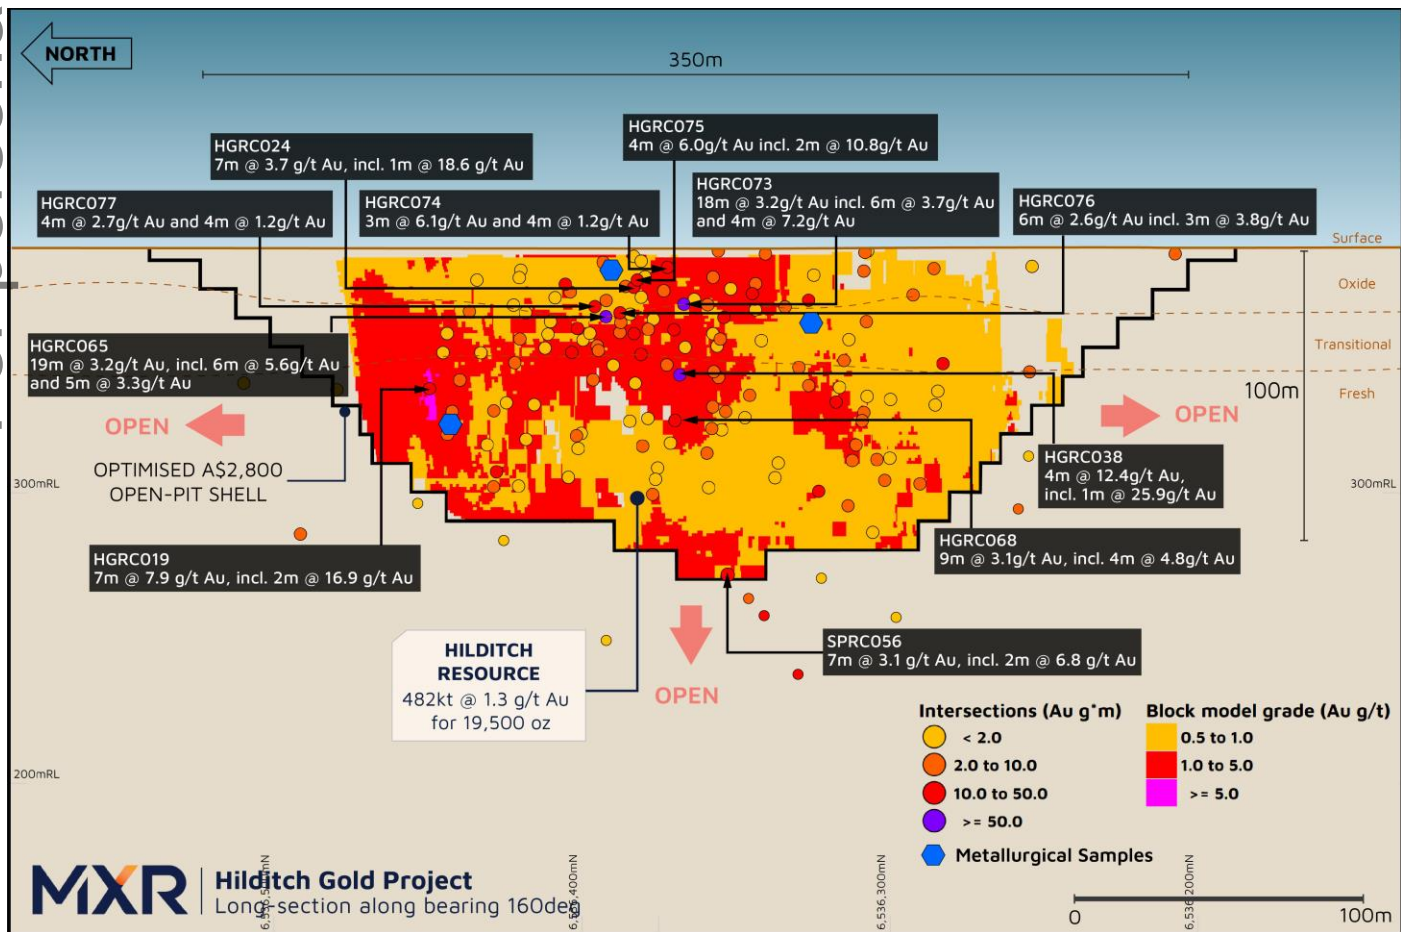 NORTH
350m
HGRC075
4m @ 6.0g/t Au incl. 2m @ 10.8g/t Au
HGRC024
7m @ 3.7 g/t Au, incl. 1m @ 18.6 g/t Au
HGRC077
4m @ 2.7g/t Au and 4m @ 1.2g/t Au
HGRC074
3m @ 6.1g/t Au and 4m @ 1.2g/t Au
HGRC073
18m @ 3.2g/t Au incl. 6m @ 3.7g/t Au
and 4m @ 7.2g/t Au
HGRC076
6m @ 2.6g/t Au incl. 3m @ 3.8g/t Au
Surface
Oxide
Transitional
Fresh
HGRC065
19m @ 3.2g/t Au, incl. 6m @ 5.6g/t Au
and 5m @ 3.3g/t Au
100m
OPEN
OPEN
OPTIMISED A$2,800
OPEN-PIT SHELL
HGRC038
4m @ 12.4g/t Au,
incl. 1m @ 25.9g/t Au
300mRL
300mRL
HGRC019
7m @ 7.9 g/t Au, incl. 2m @ 16.9 g/t Au
HGRC068
9m @ 3.1g/t Au, incl. 4m @ 4.8g/t Au
HILDITCH
RESOURCE
482kt @ 1.3 g/t Au
for 19,500 oz
SPRC056
7m @ 3.1 g/t Au, incl. 2m @ 6.8 g/t Au
OPEN
200mRL
Intersections (Au g*m)
< 2.0
2.0 to 10.0
10.0 to 50.0
>= 50.0
Metallurgical Samples
Block model grade (Au g/t)
0.5 to 1.0
1.0 to 5.0
>= 5.0
MXR
Hilditch Gold Project
Long-section along bearing 160deg
6,536,500mN
6,536,400mN
6,536,300mN
6,536,200mN
0
100m